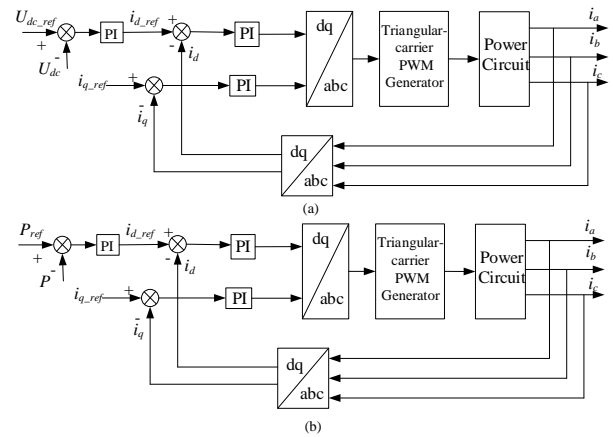 U_dc_ref
+
-
U_dc
PI
i_d_ref
+
-
i_d
PI
dq
abc
Triangular-
carrier
PWM
Generator
Power
Circuit
i_a
i_b
i_c
i_q_ref
+
-
i_q
PI
dq
abc
(a)
P_ref
+
-
P
PI
i_d_ref
+
-
i_d
PI
dq
abc
Triangular-
carrier
PWM
Generator
Power
Circuit
i_a
i_b
i_c
i_q_ref
+
-
i_q
PI
dq
abc
(b)